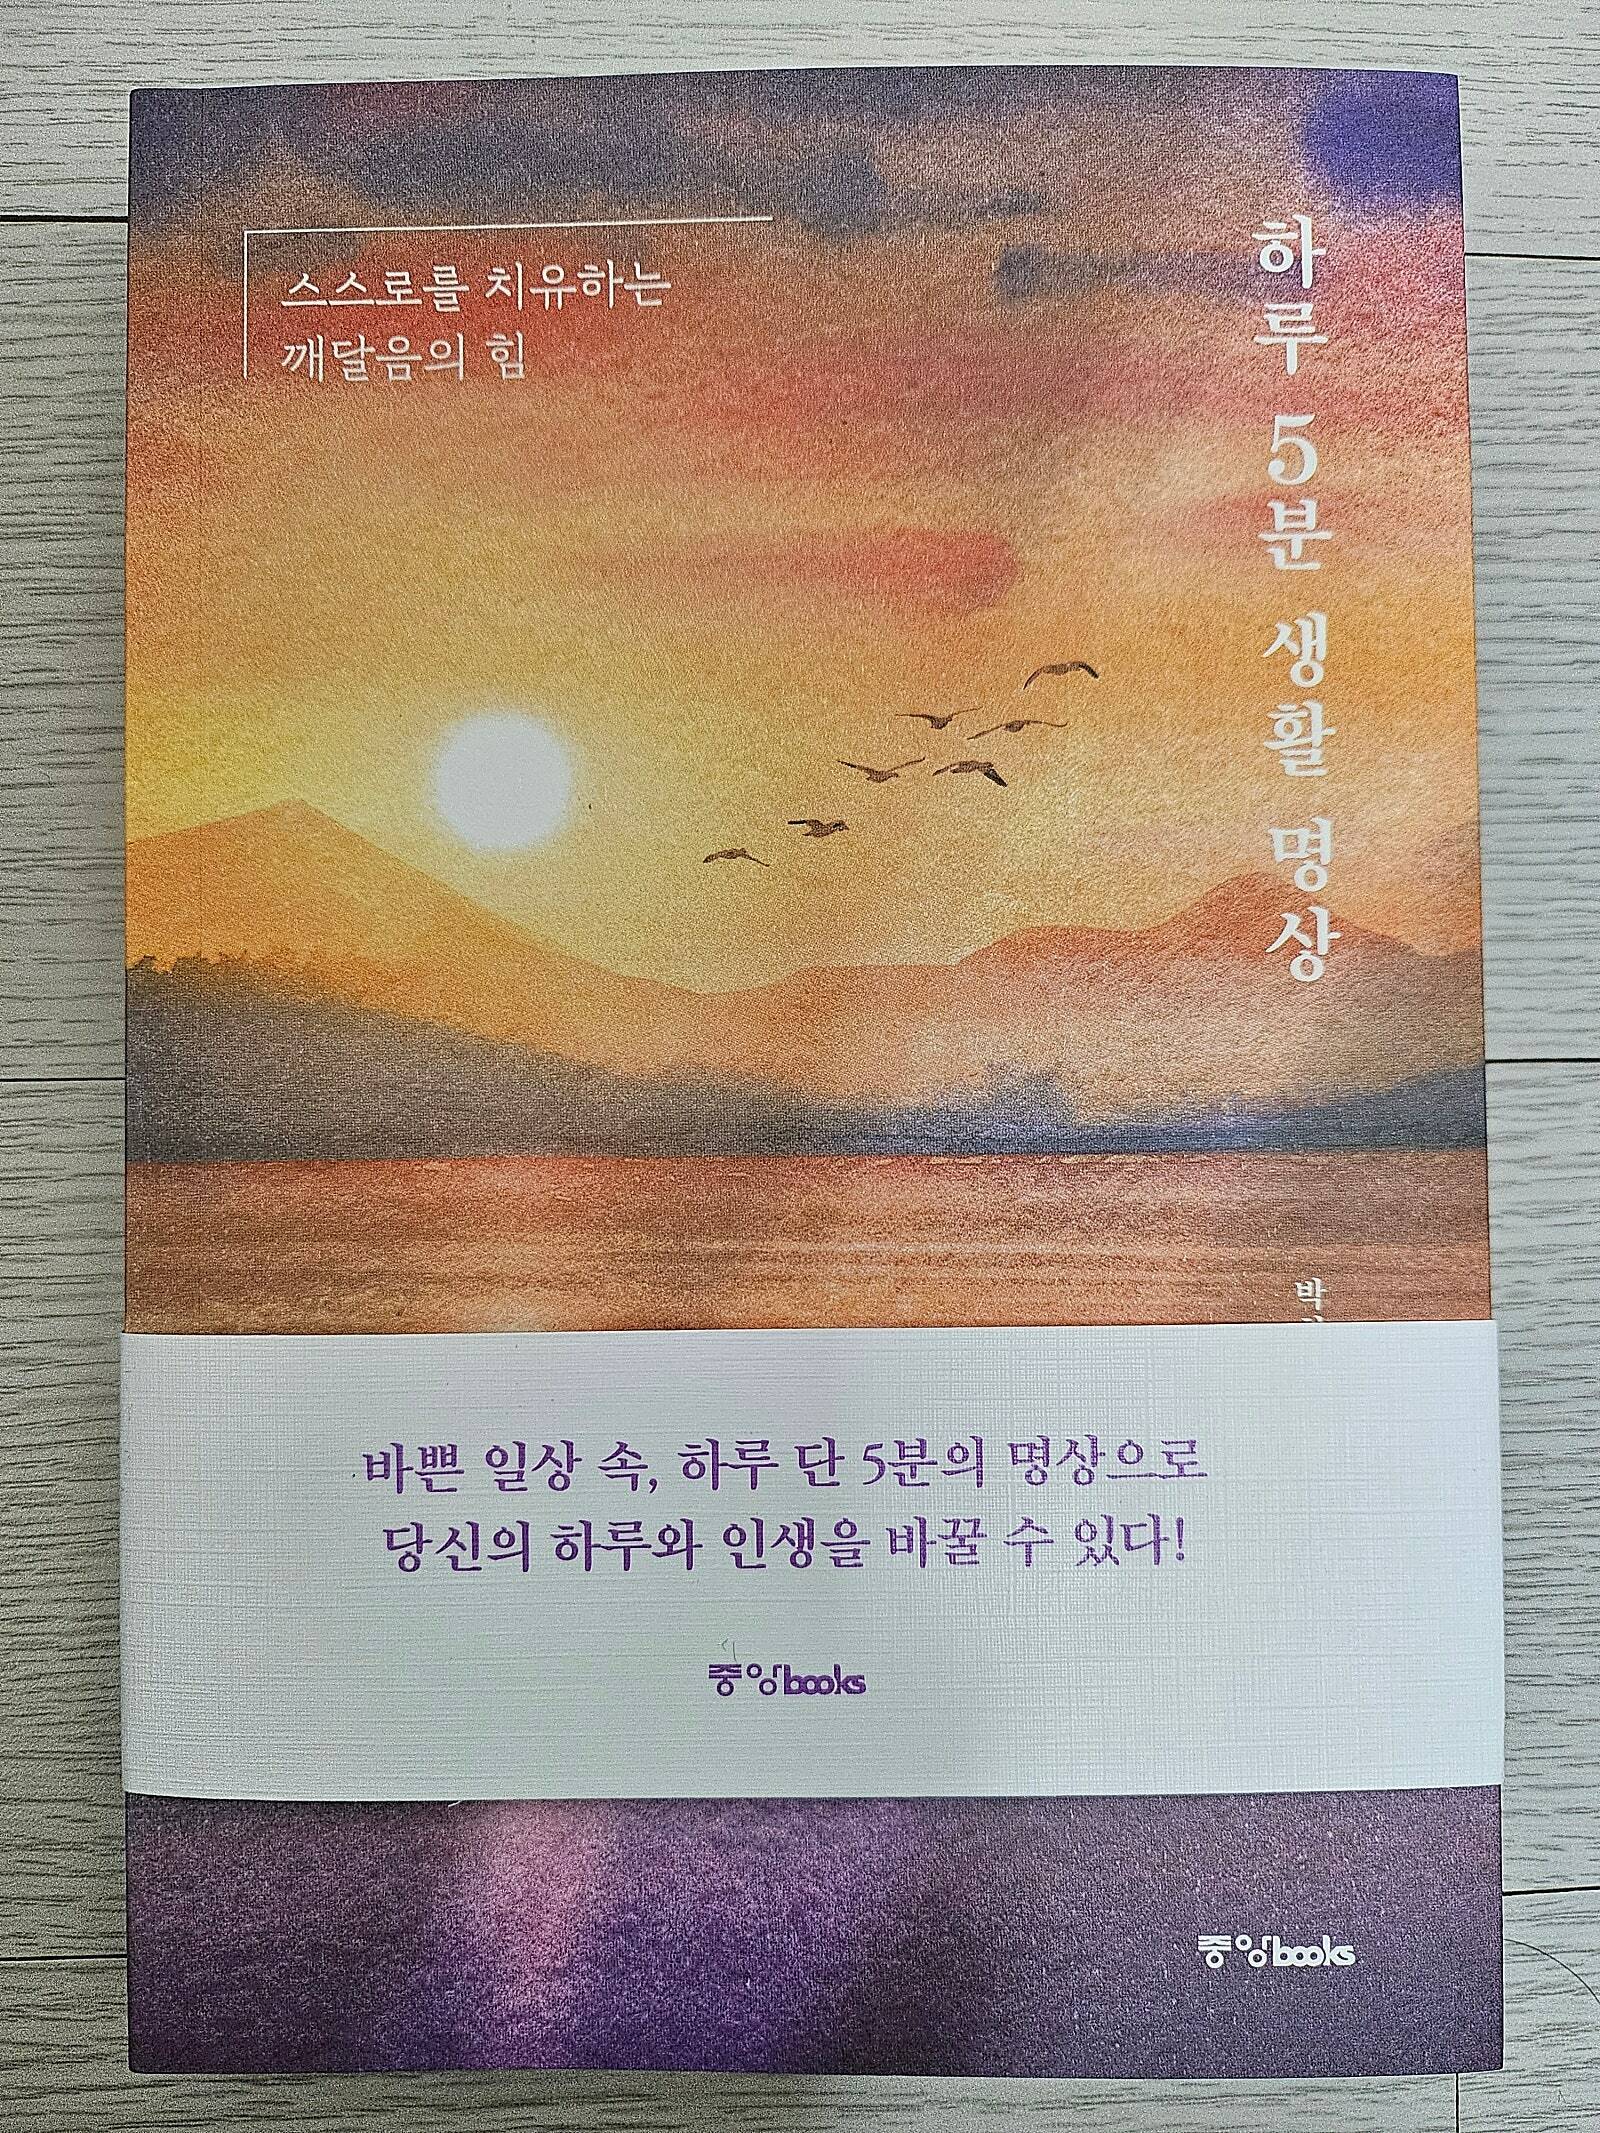 스스로를 치유하는
깨달음의 힘
하루 5분 생활 명상
박
바쁜 일상 속, 하루 단 5분의 명상으로
당신의 하루와 인생을 바꿀 수 있다!
중앙books
중앙books